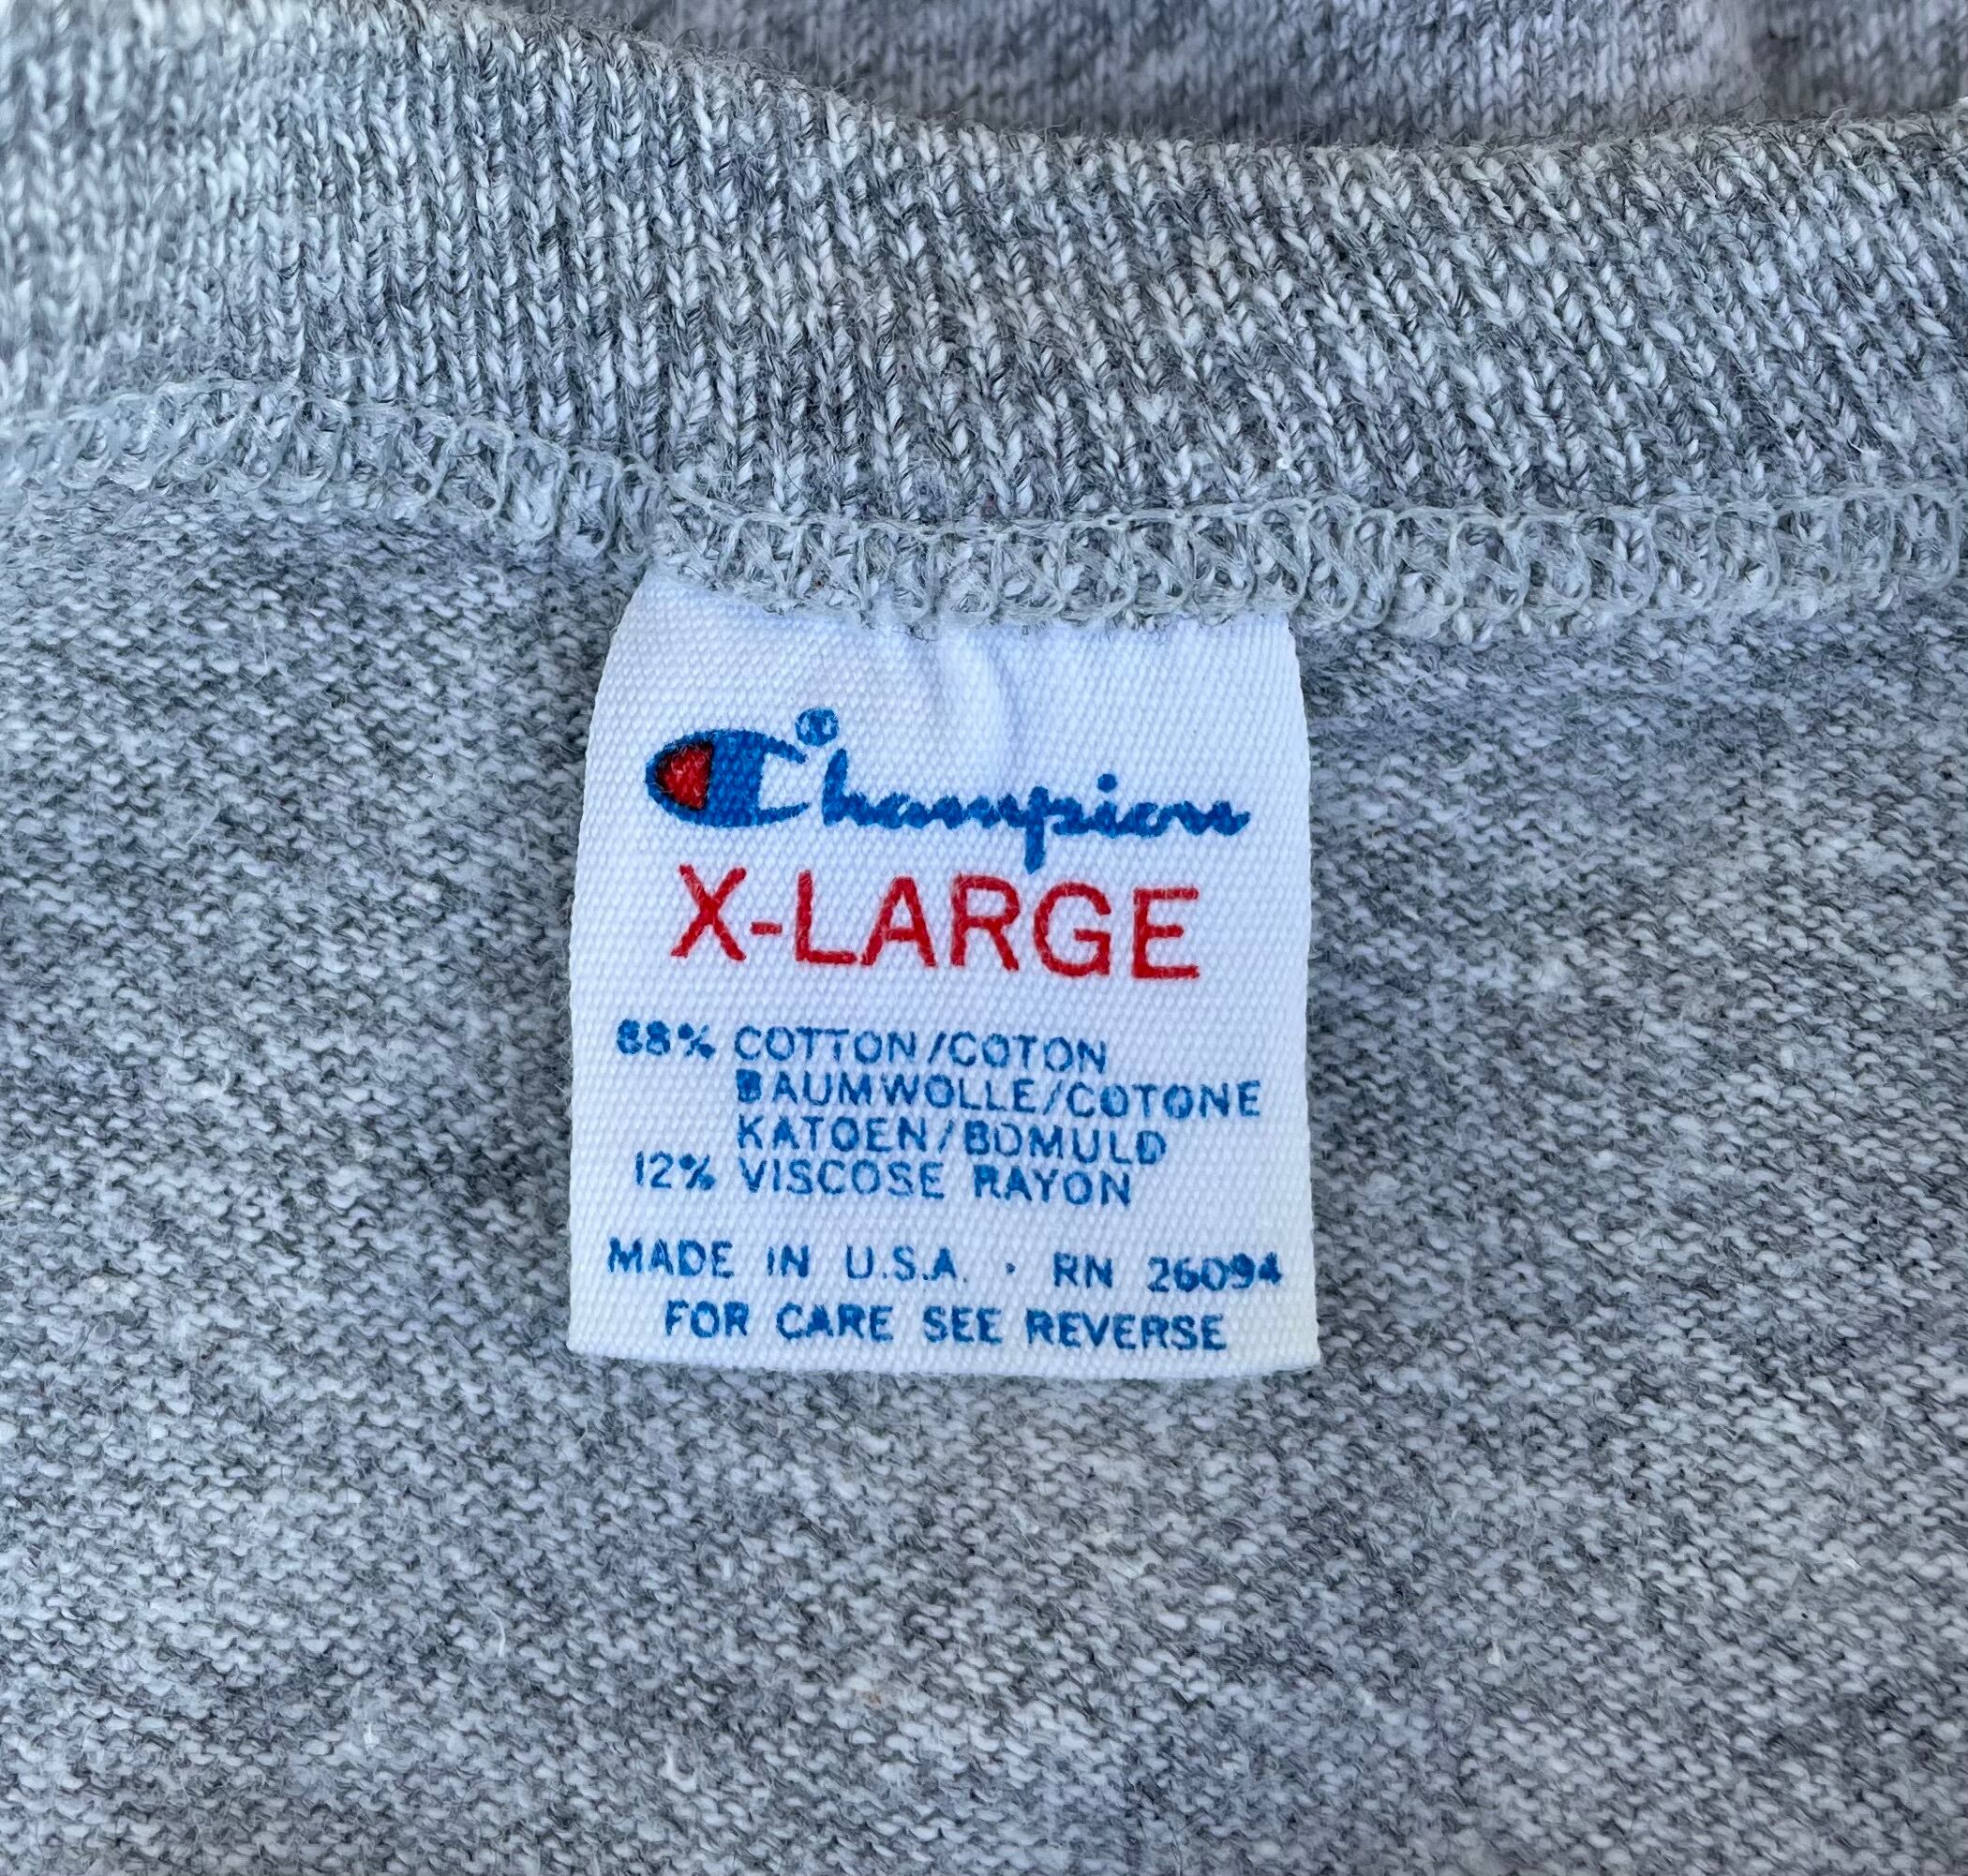 Champion®
X-LARGE
88% COTTON/COTON
BAUMWOLLE/COTONE
KATOEN/BOMULD
12% VISCOSE RAYON
MADE IN U.S.A. · RN 26094
FOR CARE SEE REVERSE